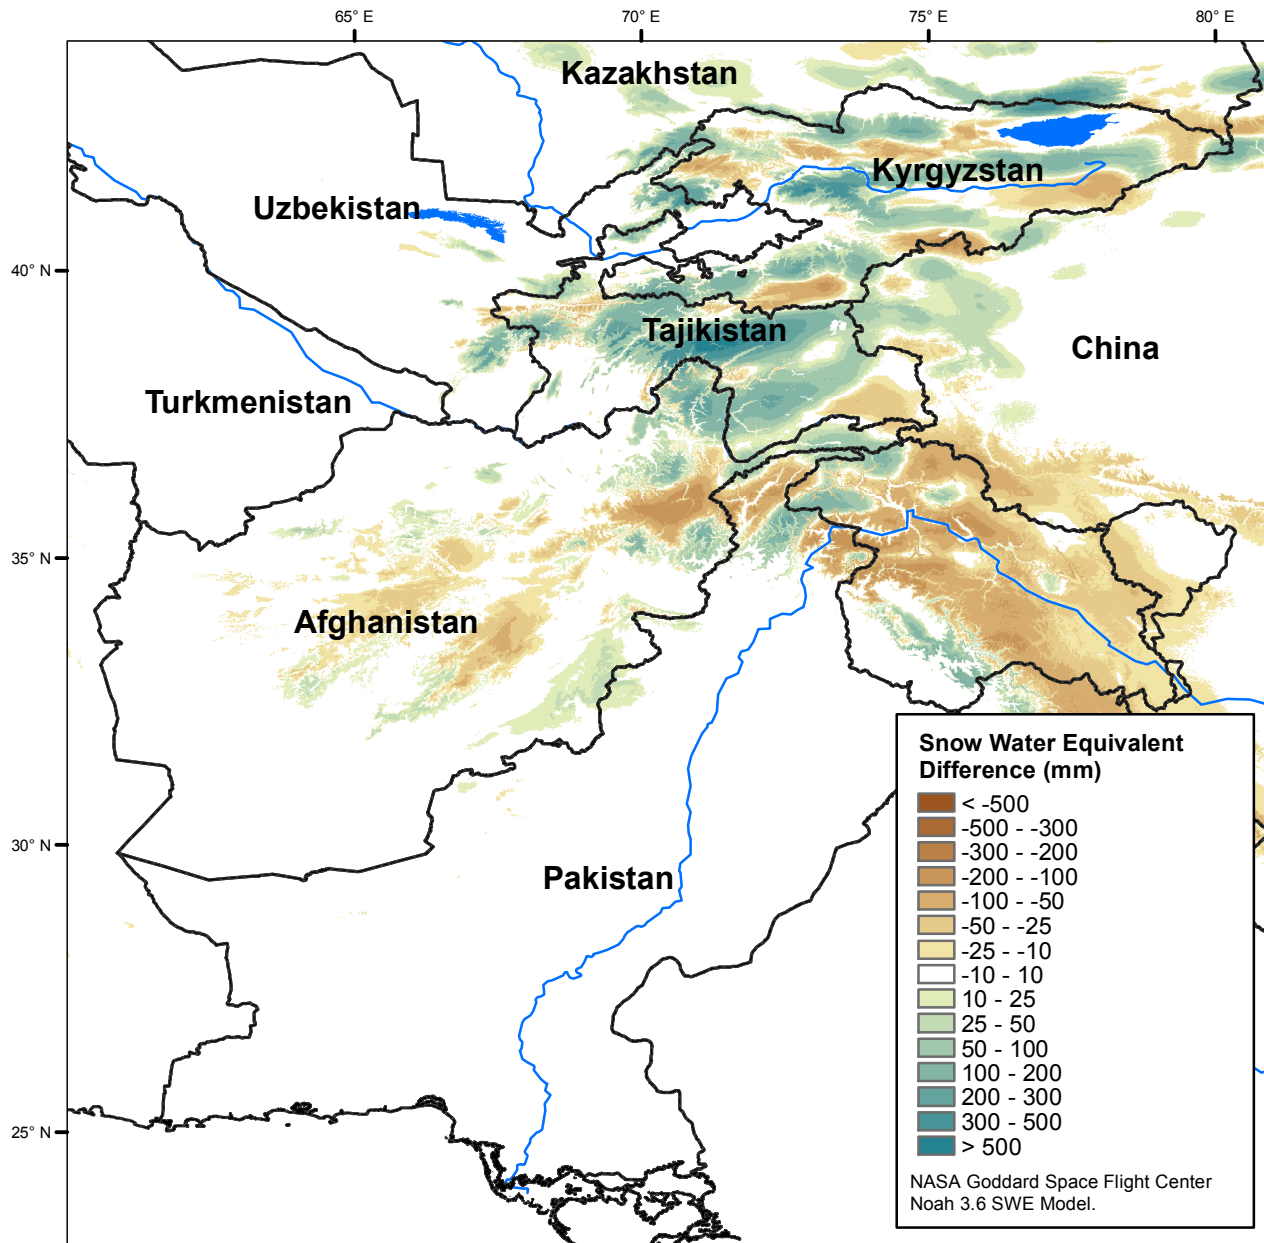 65° E
70° E
75° E
80° E
Kazakhstan
Kyrgyzstan
Uzbekistan
40° N
Tajikistan
China
Turkmenistan
35° N
Afghanistan
Snow Water Equivalent
Difference (mm)
< -500
-500 - -300
-300 - -200
-200 - -100
-100 - -50
-50 - -25
-25 - -10
-10 - 10
10 - 25
25 - 50
50 - 100
100 - 200
200 - 300
300 - 500
> 500
30° N
Pakistan
25° N
NASA Goddard Space Flight Center
Noah 3.6 SWE Model.